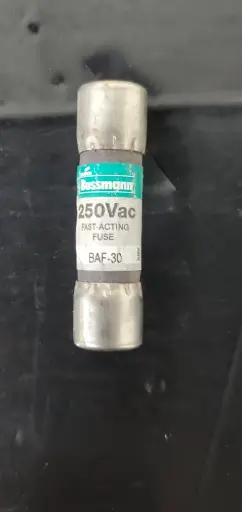 Bussmann
250Vac
FAST-ACTING
FUSE
BAF-30